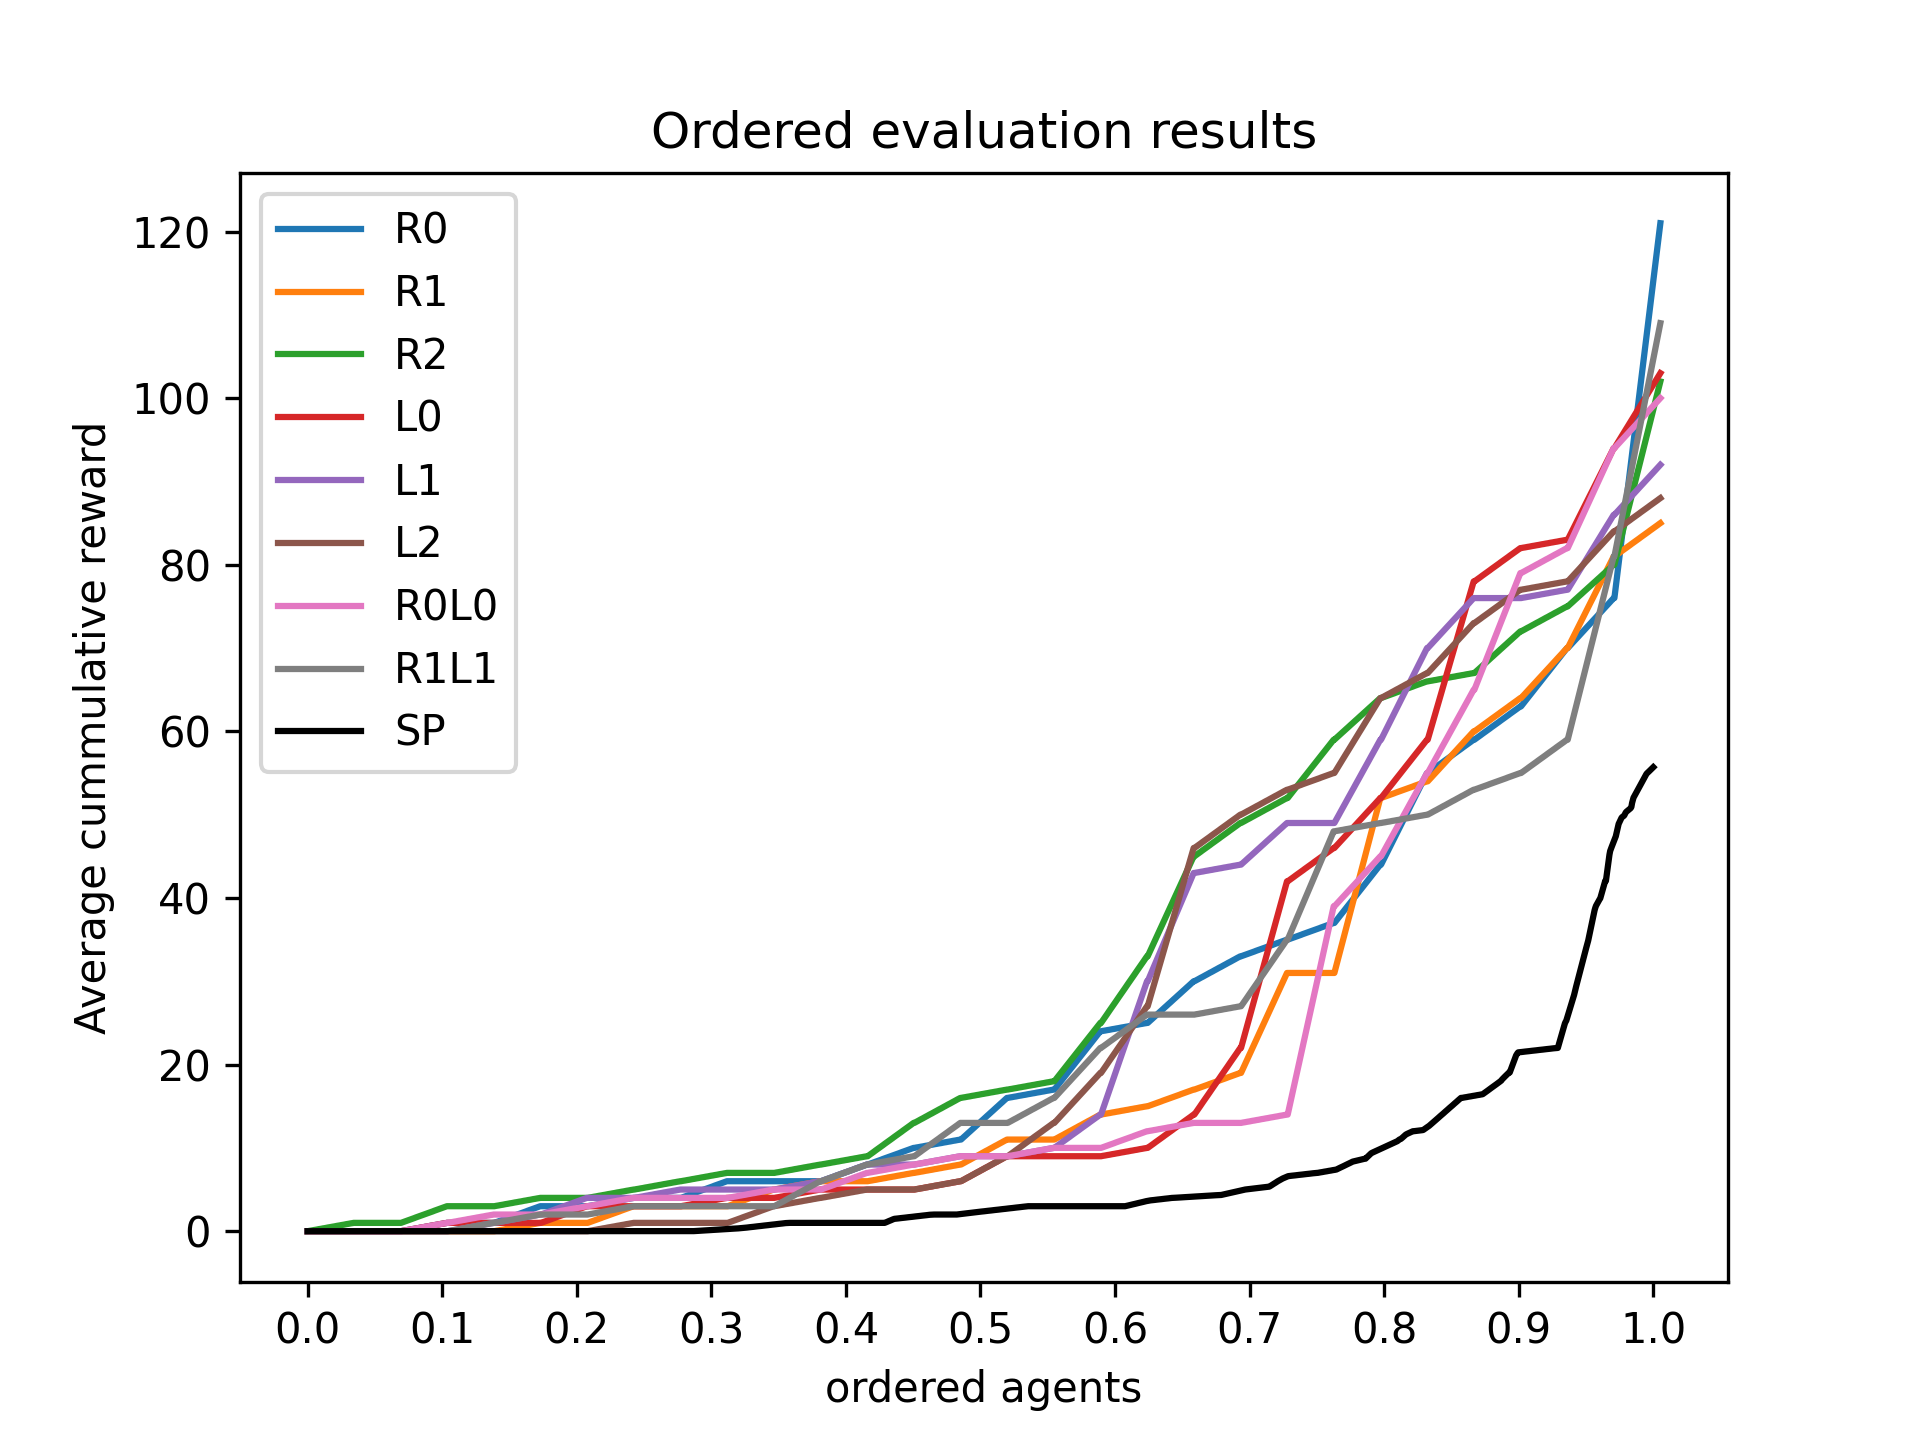 Ordered evaluation results
Average cummulative reward
120
100
80
60
40
20
0
R0
R1
R2
L0
L1
L2
R0L0
R1L1
SP
0.0 0.1 0.2 0.3 0.4 0.5 0.6 0.7 0.8 0.9 1.0
ordered agents